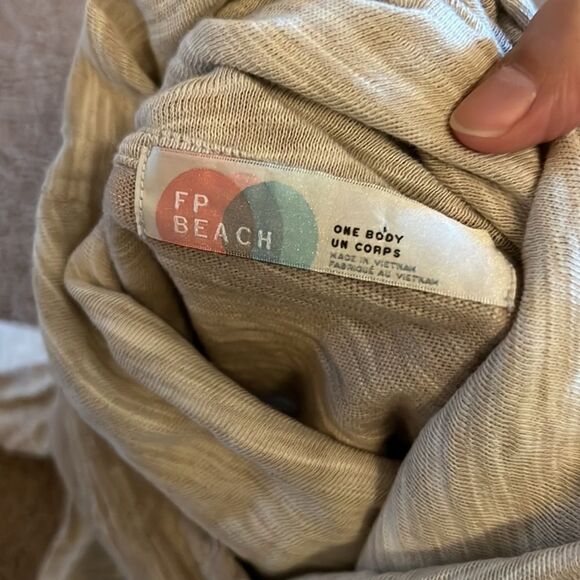 FP
BEACH
ONE BODY
UN CORPS
MADE IN VIETNAM
FABRIQUÉ AU VIETNAM